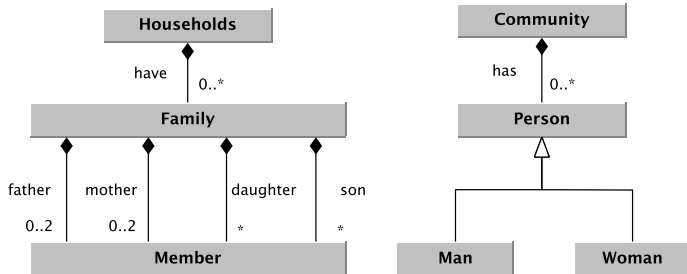 Households
have
0..*
Family
father
mother
daughter
son
0..2
0..2
*
*
Member
Community
has
0..*
Person
Man
Woman